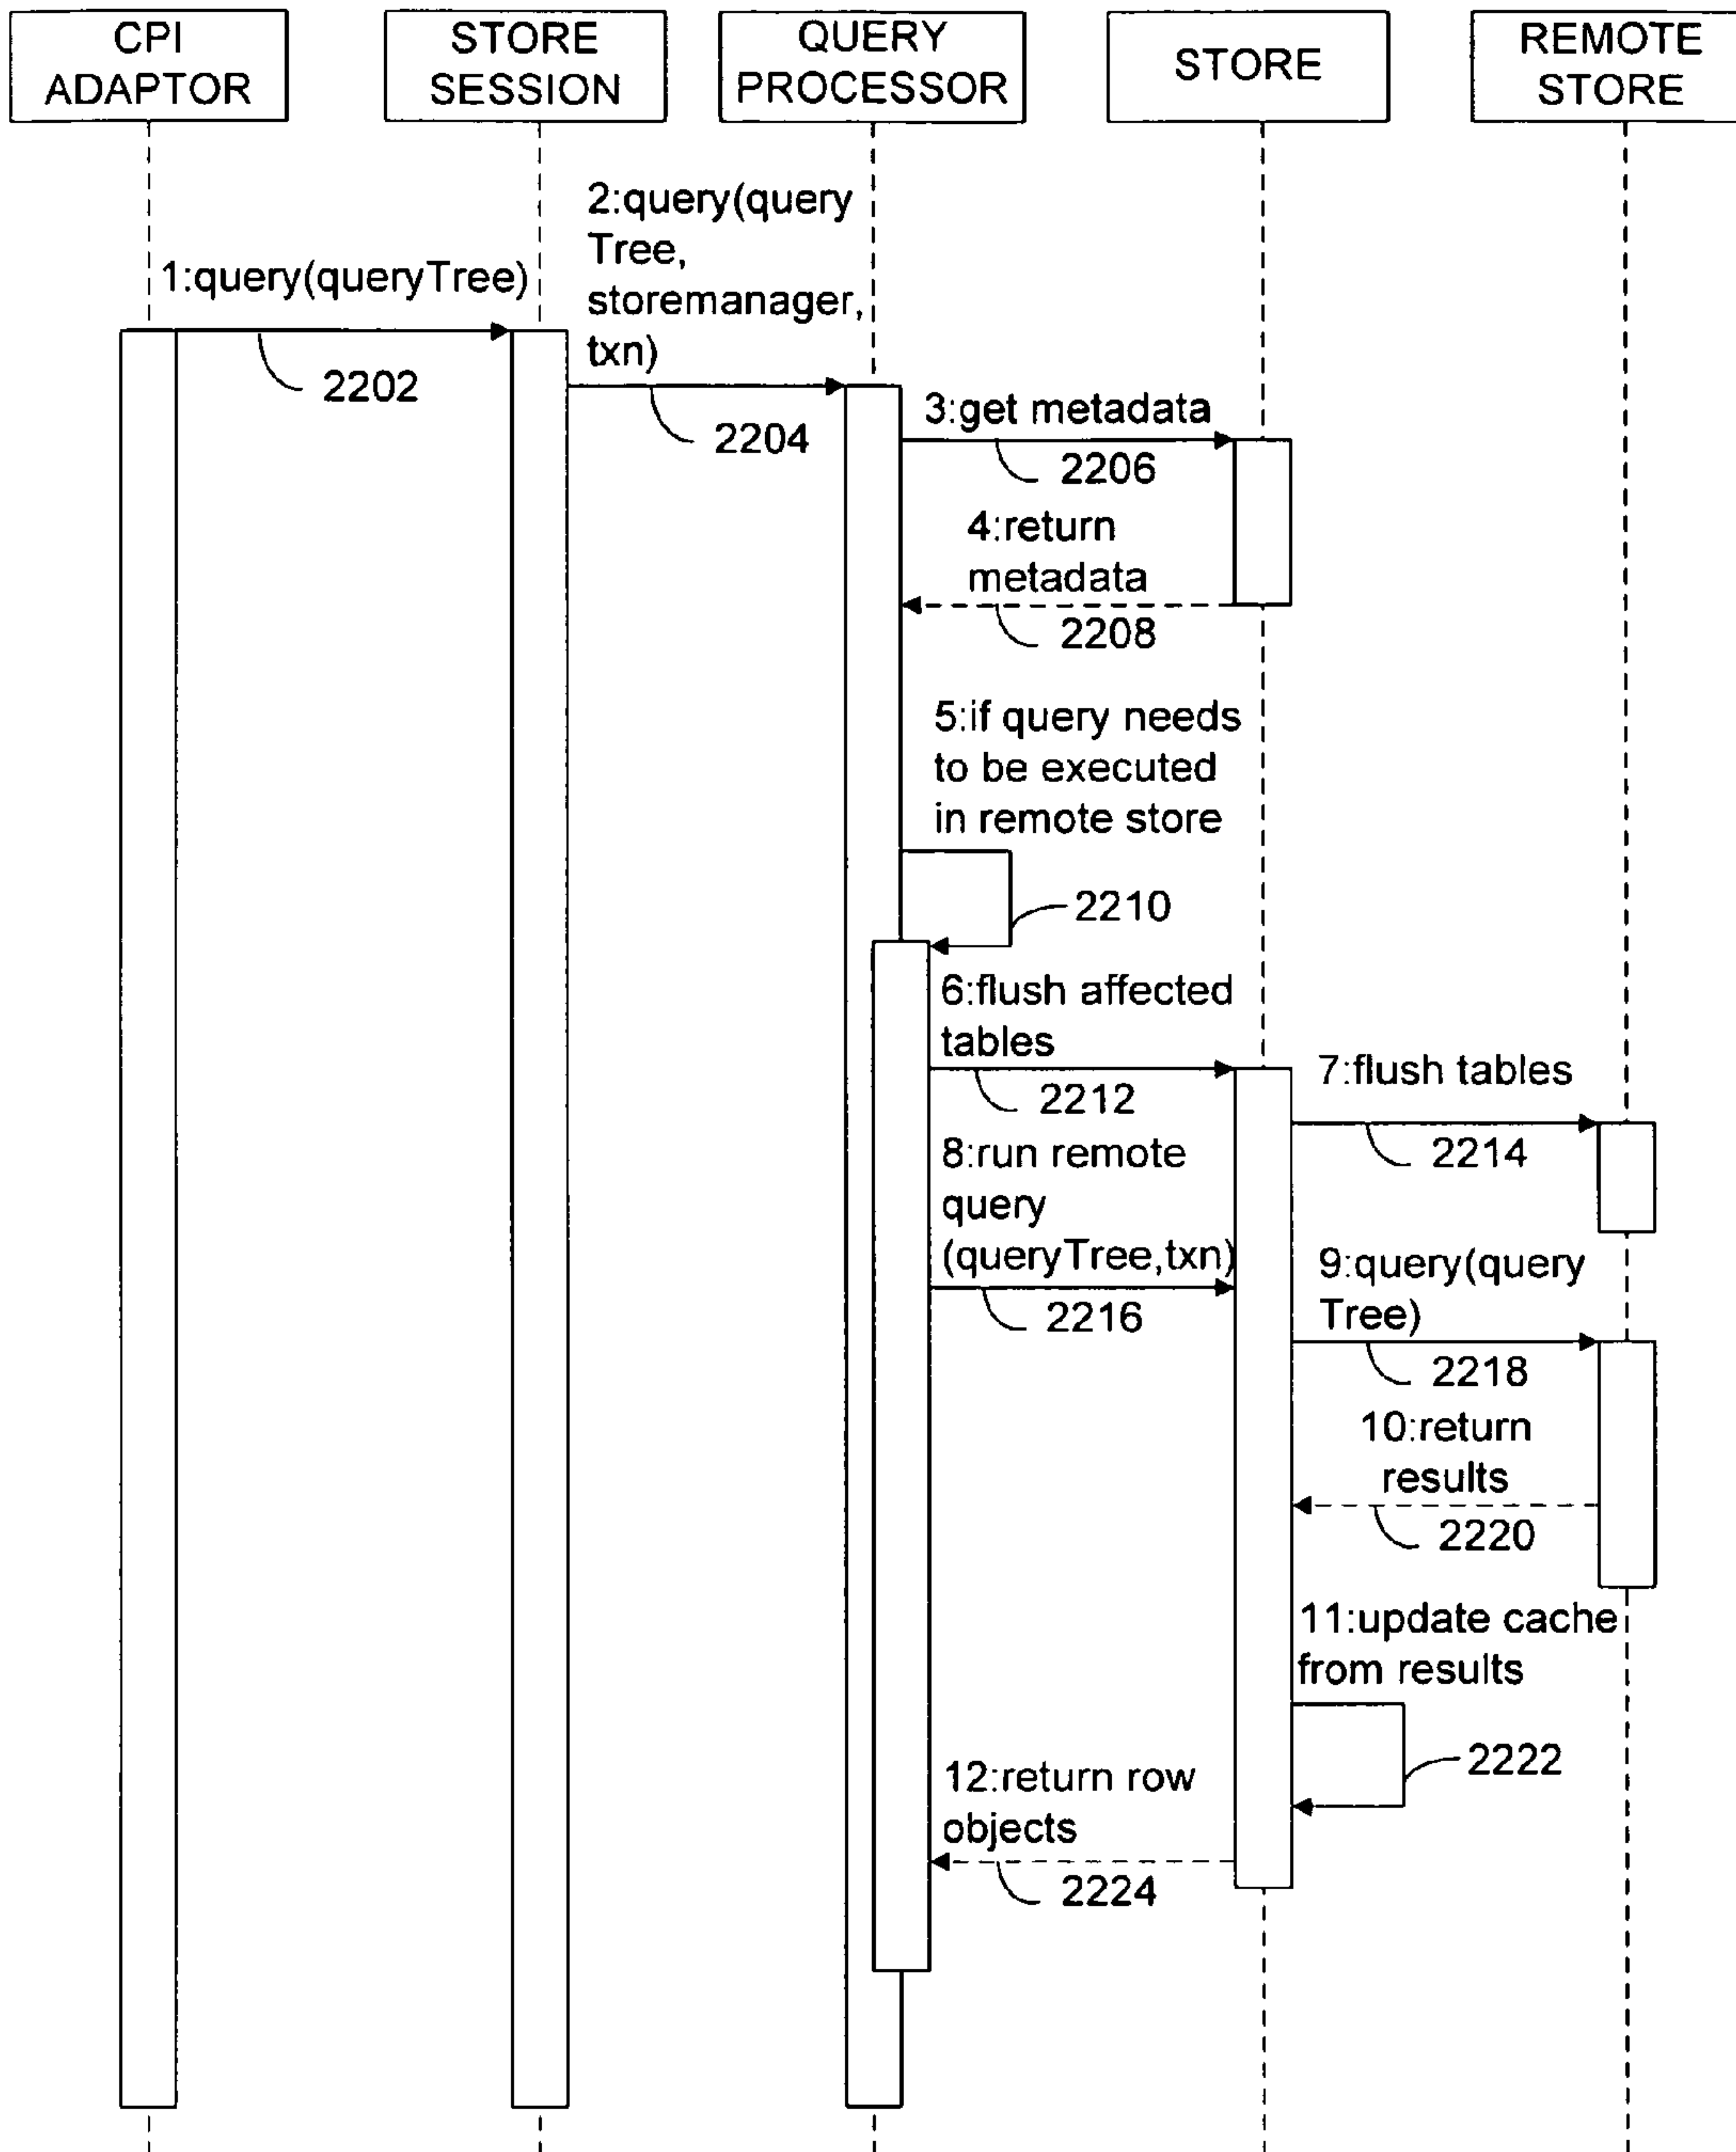 CPI
ADAPTOR
STORE
SESSION
QUERY
PROCESSOR
STORE
REMOTE
STORE
1:query(queryTree)
2202
2:query(query
Tree,
storemanager,
txn)
2204
3:get metadata
2206
4:return
metadata
2208
5:if query needs
to be executed
in remote store
2210
6:flush affected
tables
2212
7:flush tables
2214
8:run remote
query
(queryTree,txn)
2216
9:query(query
Tree)
2218
10:return
results
2220
11:update cache
from results
2222
12:return row
objects
2224